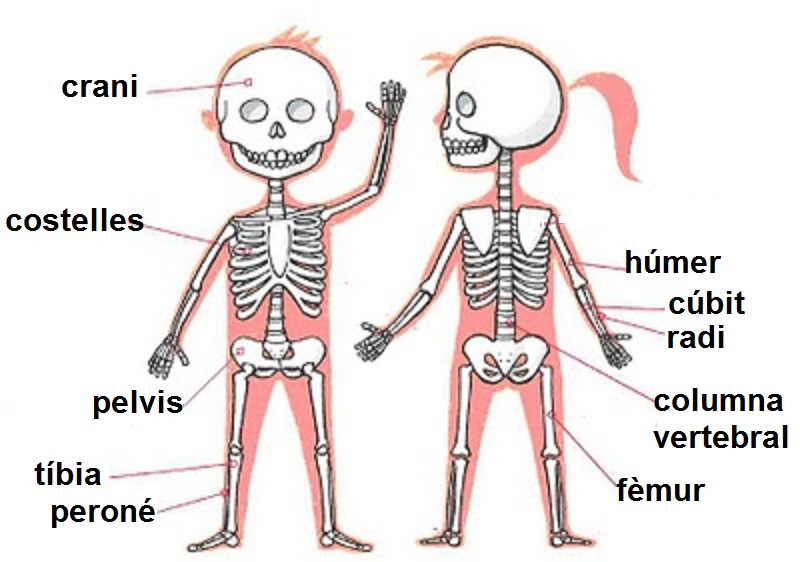 crani
costelles
húmer
cúbit
radi
pelvis
columna
vertebral
tíbia
peroné
fèmur